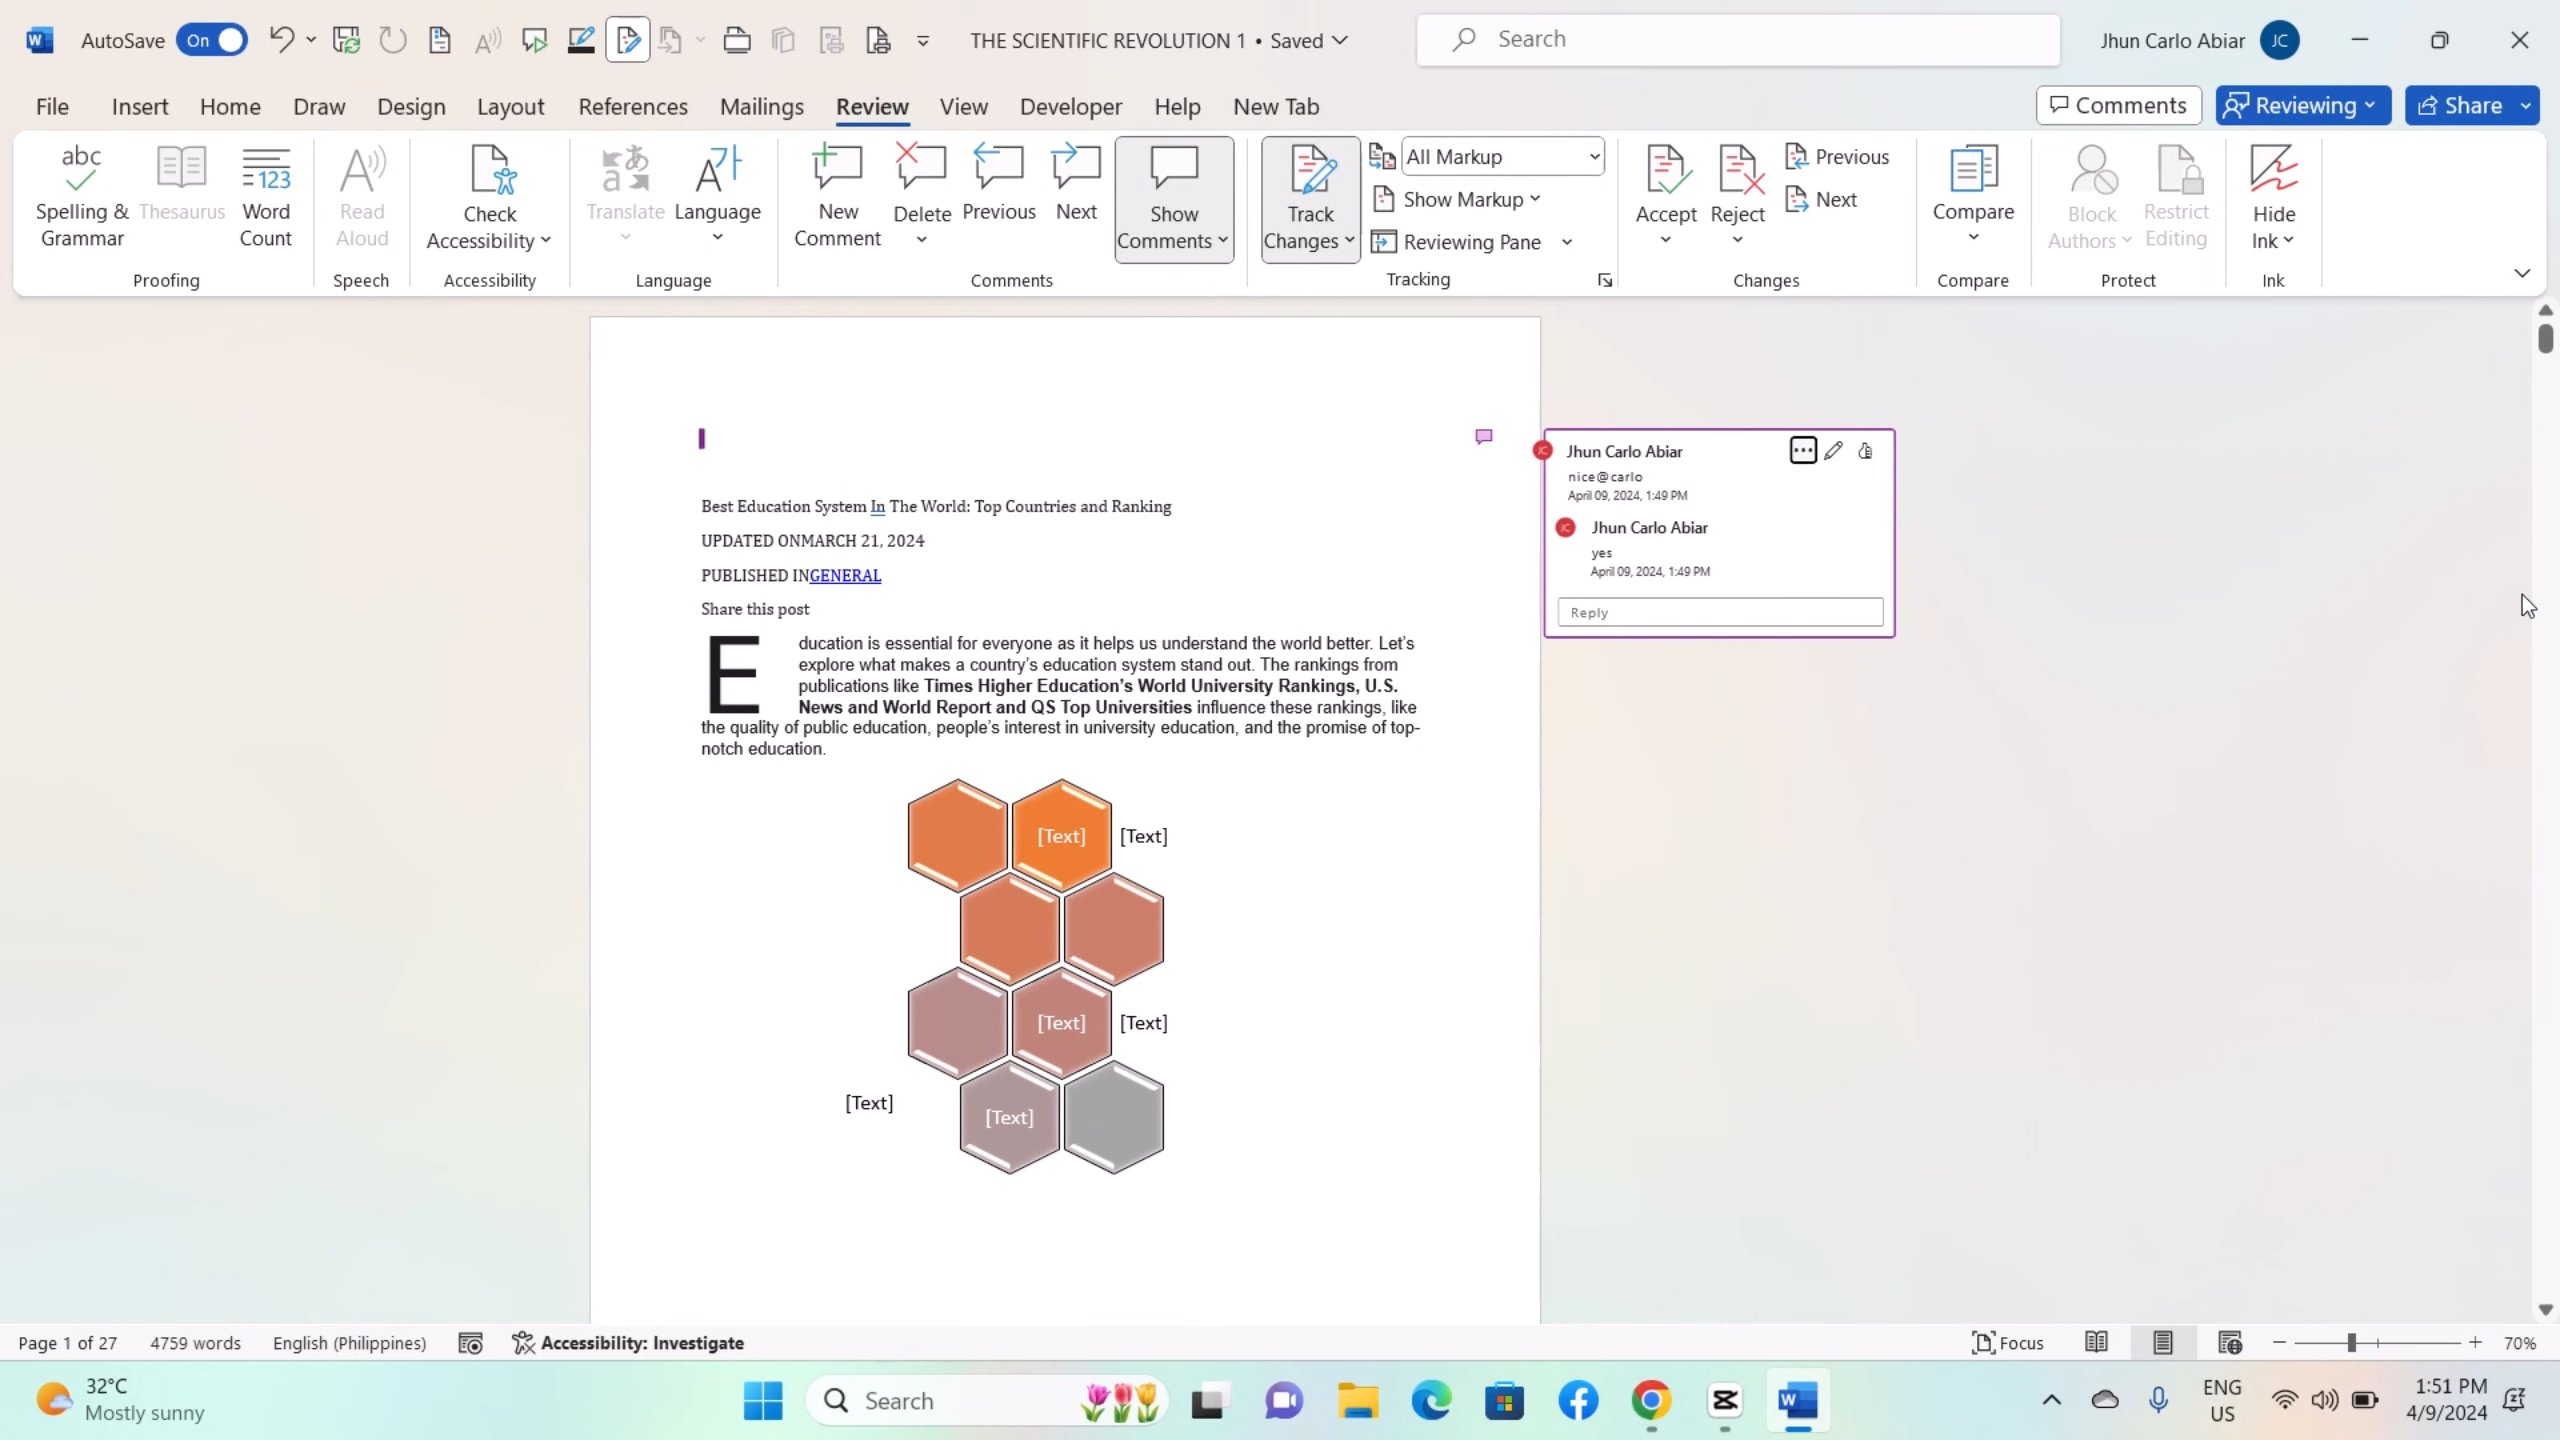 AutoSave On THE SCIENTIFIC REVOLUTION 1 • Saved Search Jhun Carlo Abiar JC
File Insert Home Draw Design Layout References Mailings Review View Developer Help New Tab Comments Reviewing Share
Spelling & Grammar
Thesaurus
Word Count
Proofing
Read Aloud
Speech
Check Accessibility
Accessibility
Translate
Language
Language
New Comment
Delete
Previous
Next
Show Comments
Comments
Track Changes
All Markup
Show Markup
Reviewing Pane
Tracking
Accept
Reject
Previous
Next
Changes
Compare
Compare
Block Authors
Restrict Editing
Protect
Hide Ink
Ink
Best Education System In The World: Top Countries and Ranking
UPDATED ONMARCH 21, 2024
PUBLISHED INGENERAL
Share this post
Education is essential for everyone as it helps us understand the world better. Let’s
explore what makes a country’s education system stand out. The rankings from
publications like Times Higher Education’s World University Rankings, U.S.
News and World Report and QS Top Universities influence these rankings, like
the quality of public education, people’s interest in university education, and the promise of top-
notch education.
[Text] [Text]
[Text] [Text]
[Text] [Text]
JC Jhun Carlo Abiar
nice@carlo
April 09, 2024, 1:49 PM
JC Jhun Carlo Abiar
yes
April 09, 2024, 1:49 PM
Reply
Page 1 of 27 4759 words English (Philippines) Accessibility: Investigate Focus 70%
32°C
Mostly sunny
Search
ENG
US
1:51 PM
4/9/2024